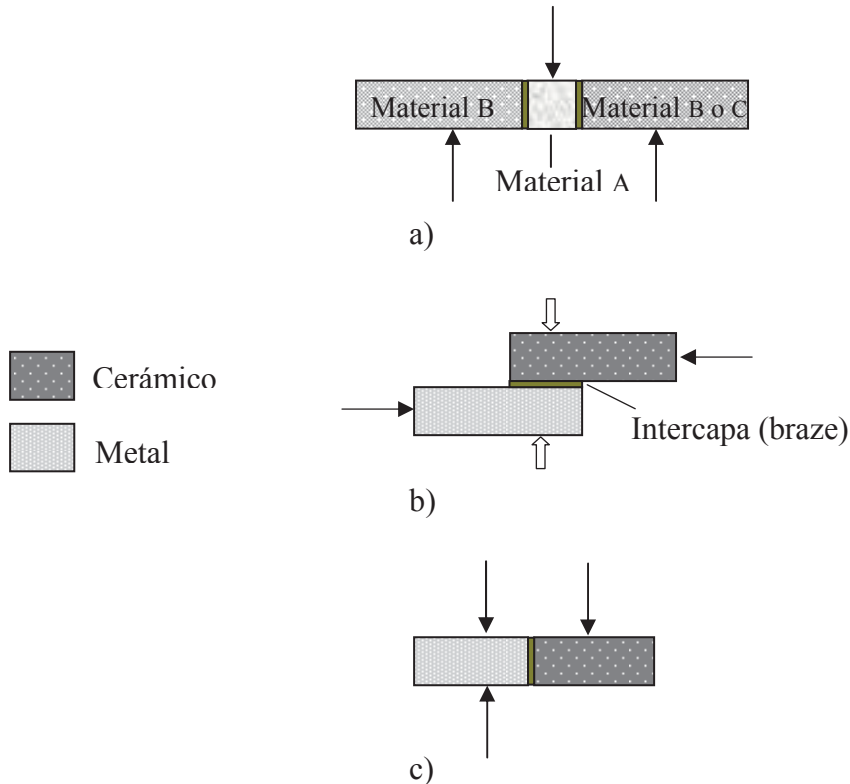 Material B
Material B o C
Material A
a)
Cerámico
Metal
Intercapa (braze)
b)
c)